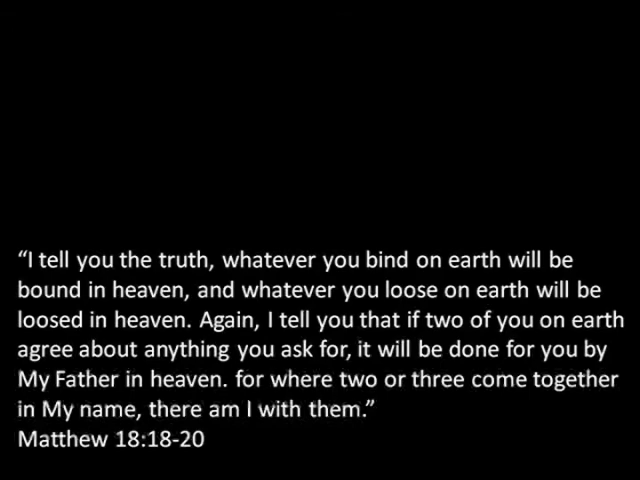 “I tell you the truth, whatever you bind on earth will be
bound in heaven, and whatever you loose on earth will be
loosed in heaven. Again, I tell you that if two of you on earth
agree about anything you ask for, it will be done for you by
My Father in heaven. for where two or three come together
in My name, there am I with them.”
Matthew 18:18-20